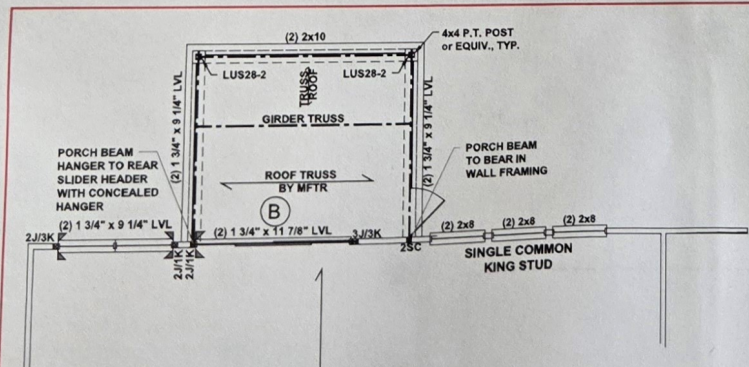 (2) 2x10
4x4 P.T. POST
or EQUIV., TYP.
LUS28-2
LUS28-2
TRUSS
ROOF
(2) 1 3/4" x 9 1/4" LVL
(2) 1 3/4" x 9 1/4" LVL
GIRDER TRUSS
PORCH BEAM
HANGER TO REAR
SLIDER HEADER
WITH CONCEALED
HANGER
PORCH BEAM
TO BEAR IN
WALL FRAMING
ROOF TRUSS
BY MFTR
B
(2) 1 3/4" x 9 1/4" LVL
(2) 1 3/4" x 11 7/8" LVL
2J/3K
3J/3K
2SC
(2) 2x8
(2) 2x8
(2) 2x8
2J/1K
2J/1K
SINGLE COMMON
KING STUD